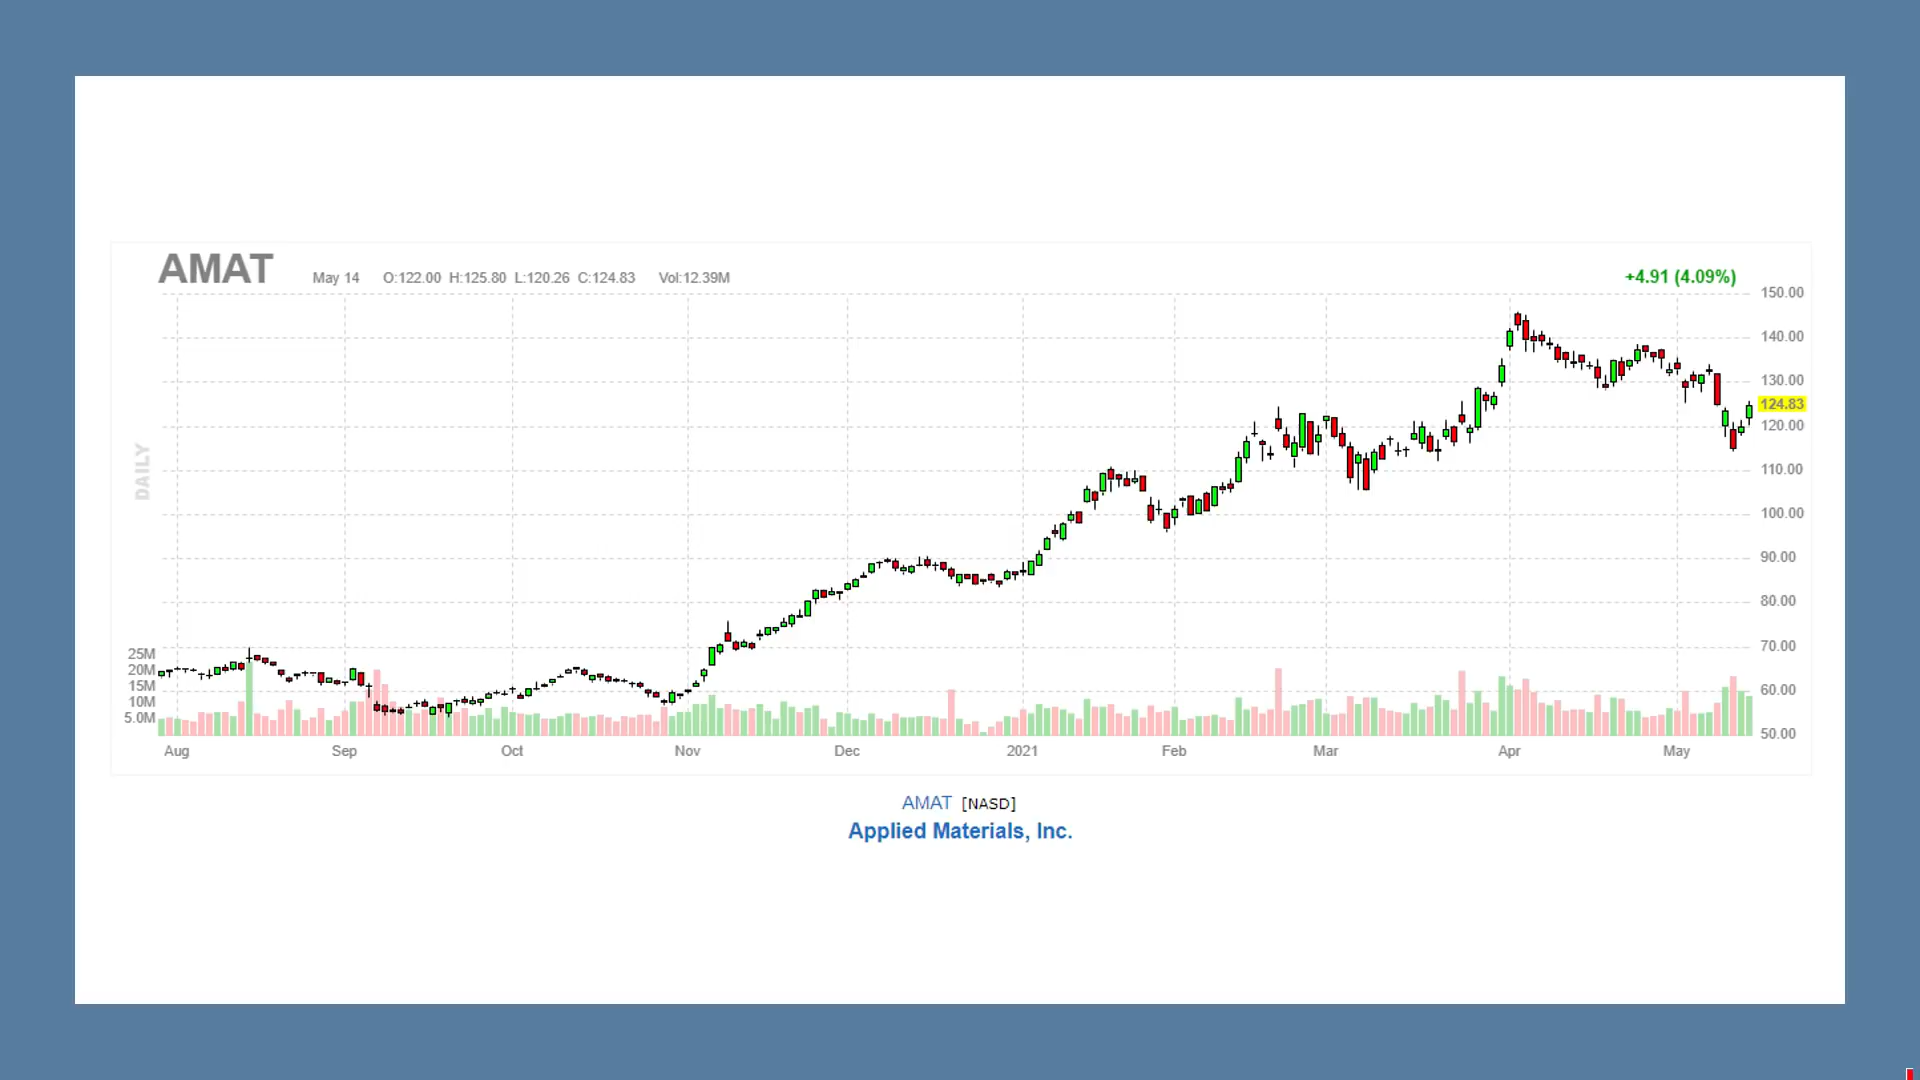 AMAT May 14 O:122.00 H:125.80 L:120.26 C:124.83 Vol:12.39M +4.91 (4.09%)
150.00
140.00
130.00
124.83
120.00
110.00
100.00
90.00
80.00
70.00
60.00
50.00
DAILY
25M
20M
15M
10M
5.0M
Aug Sep Oct Nov Dec 2021 Feb Mar Apr May
AMAT [NASD]
Applied Materials, Inc.